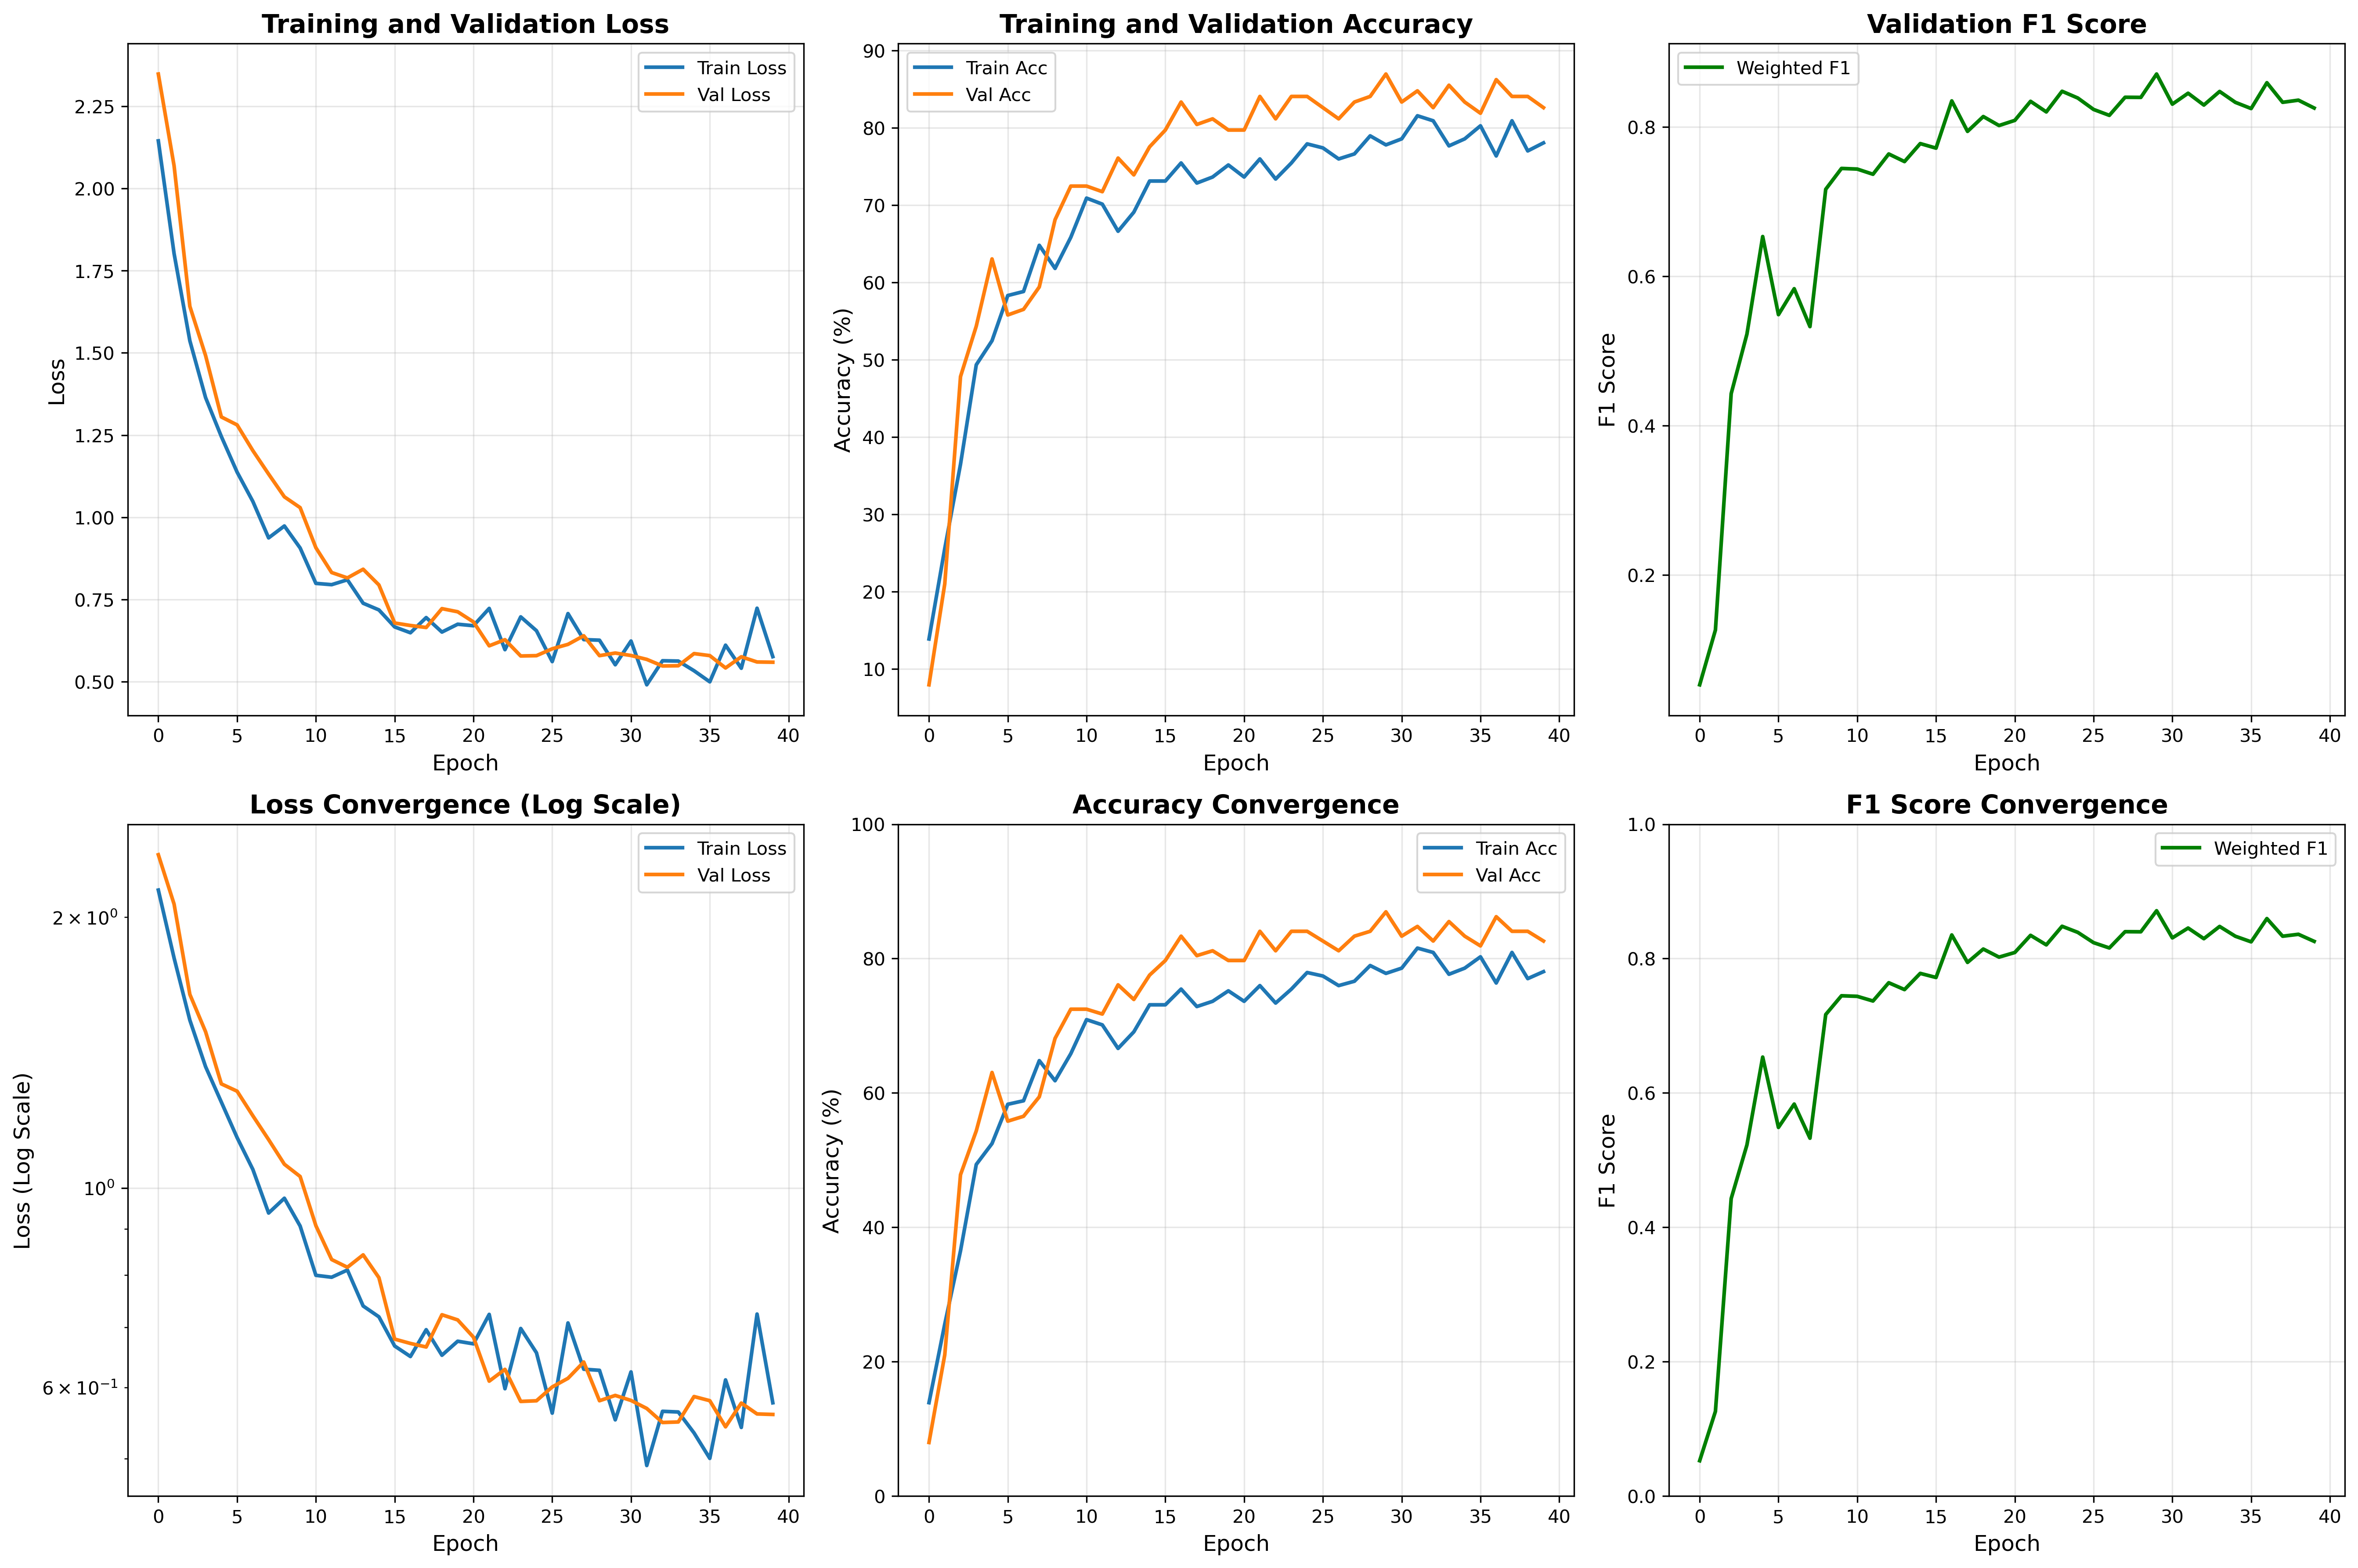 Training and Validation Loss
Train Loss
Val Loss
2.25
2.00
1.75
1.50
1.25
1.00
0.75
0.50
Loss
0 5 10 15 20 25 30 35 40
Epoch
Training and Validation Accuracy
Train Acc
Val Acc
90
80
70
60
50
40
30
20
10
Accuracy (%)
0 5 10 15 20 25 30 35 40
Epoch
Validation F1 Score
Weighted F1
0.8
0.6
0.4
0.2
F1 Score
0 5 10 15 20 25 30 35 40
Epoch
Loss Convergence (Log Scale)
Train Loss
Val Loss
2 × 10⁰
10⁰
6 × 10⁻¹
Loss (Log Scale)
0 5 10 15 20 25 30 35 40
Epoch
Accuracy Convergence
Train Acc
Val Acc
100
80
60
40
20
0
Accuracy (%)
0 5 10 15 20 25 30 35 40
Epoch
F1 Score Convergence
Weighted F1
1.0
0.8
0.6
0.4
0.2
0.0
F1 Score
0 5 10 15 20 25 30 35 40
Epoch